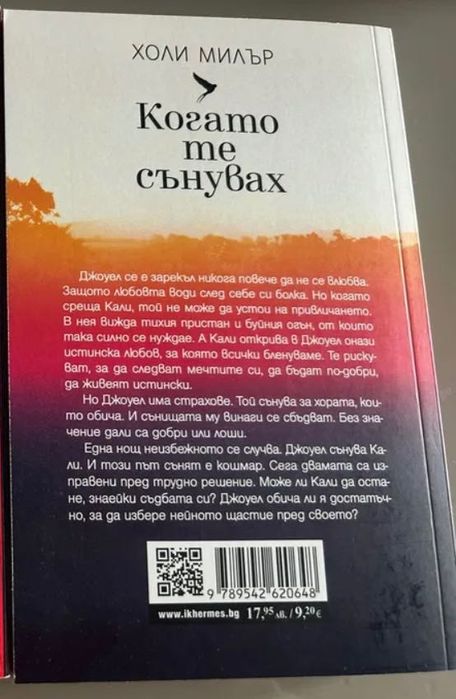 ХОЛИ МИЛЪР
Когато
те
сънувах
Джоуел се е зарекъл никога повече да не се влюбва.
Защото любовта води след себе си болка. Но когато
среща Кали, той не може да устои на привличането.
В нея вижда тихия пристан и буйния огън, от които
така силно се нуждае. А Кали открива в Джоуел онази
истинска любов, за която всички бленуваме. Те риску-
ват, за да следват мечтите си, да бъдат по-добри,
да живеят истински.
Но Джоуел има страхове. Той сънува за хората, кои-
то обича. И сънищата му винаги се сбъдват. Без зна-
чение дали са добри или лоши.
Една нощ неизбежното се случва. Джоуел сънува Ка-
ли. И този път сънят е кошмар. Сега двамата са из-
правени пред трудно решение. Може ли Кали да оста-
не, знаейки съдбата си? Джоуел обича ли я достатъч-
но, за да избере нейното щастие пред своето?
9 789542 620648
www.ikhermes.bg 17,95 лв. / 9,20 €